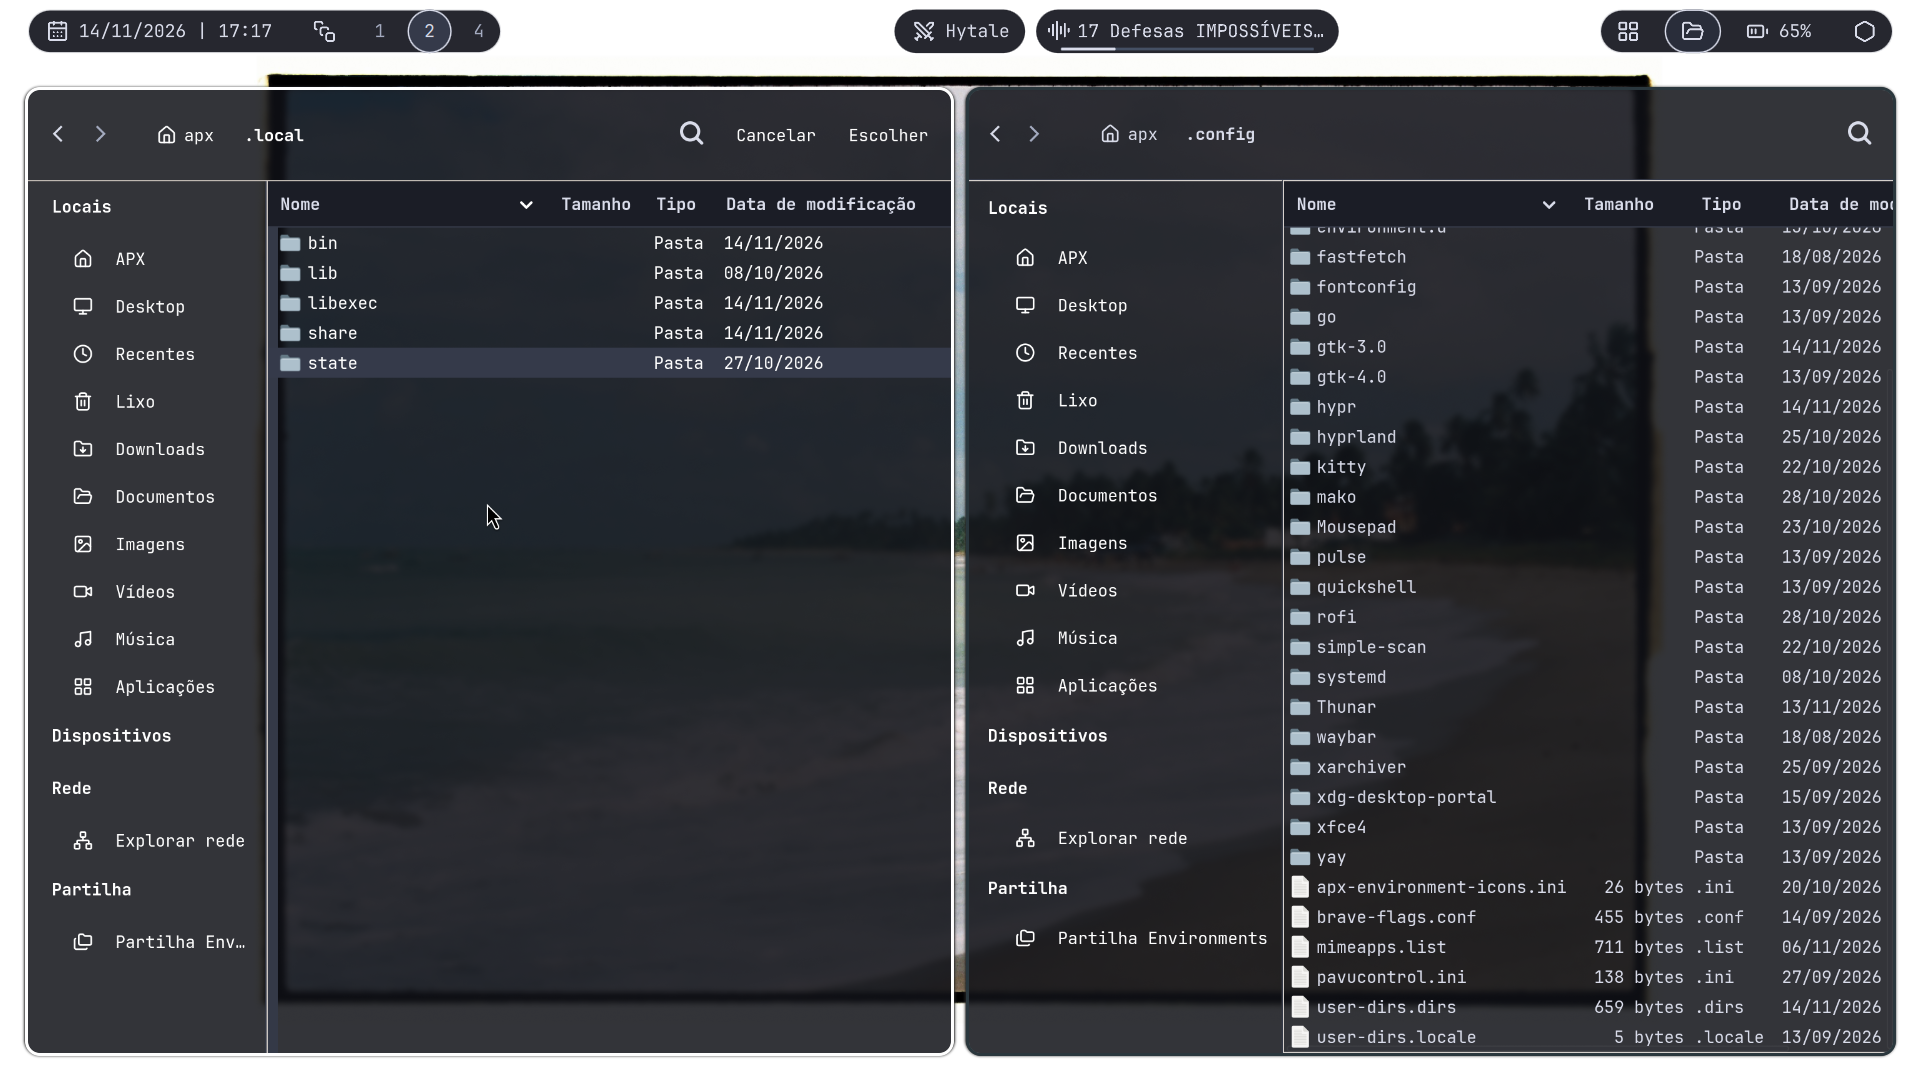 14/11/2026 | 17:17
1 2 4
Hytale
17 Defesas IMPOSSÍVEIS…
65%
apx .local
Cancelar Escolher
Locais
APX
Desktop
Recentes
Lixo
Downloads
Documentos
Imagens
Vídeos
Música
Aplicações
Dispositivos
Rede
Explorar rede
Partilha
Partilha Env…
Nome Tamanho Tipo Data de modificação
bin Pasta 14/11/2026
lib Pasta 08/10/2026
libexec Pasta 14/11/2026
share Pasta 14/11/2026
state Pasta 27/10/2026
apx .config
Locais
APX
Desktop
Recentes
Lixo
Downloads
Documentos
Imagens
Vídeos
Música
Aplicações
Dispositivos
Rede
Explorar rede
Partilha
Partilha Environments
Nome Tamanho Tipo Data de mo
environment.d Pasta 13/10/2026
fastfetch Pasta 18/08/2026
fontconfig Pasta 13/09/2026
go Pasta 13/09/2026
gtk-3.0 Pasta 14/11/2026
gtk-4.0 Pasta 13/09/2026
hypr Pasta 14/11/2026
hyprland Pasta 25/10/2026
kitty Pasta 22/10/2026
mako Pasta 28/10/2026
Mousepad Pasta 23/10/2026
pulse Pasta 13/09/2026
quickshell Pasta 13/09/2026
rofi Pasta 28/10/2026
simple-scan Pasta 22/10/2026
systemd Pasta 08/10/2026
Thunar Pasta 13/11/2026
waybar Pasta 18/08/2026
xarchiver Pasta 25/09/2026
xdg-desktop-portal Pasta 15/09/2026
xfce4 Pasta 13/09/2026
yay Pasta 13/09/2026
apx-environment-icons.ini 26 bytes .ini 20/10/2026
brave-flags.conf 455 bytes .conf 14/09/2026
mimeapps.list 711 bytes .list 06/11/2026
pavucontrol.ini 138 bytes .ini 27/09/2026
user-dirs.dirs 659 bytes .dirs 14/11/2026
user-dirs.locale 5 bytes .locale 13/09/2026